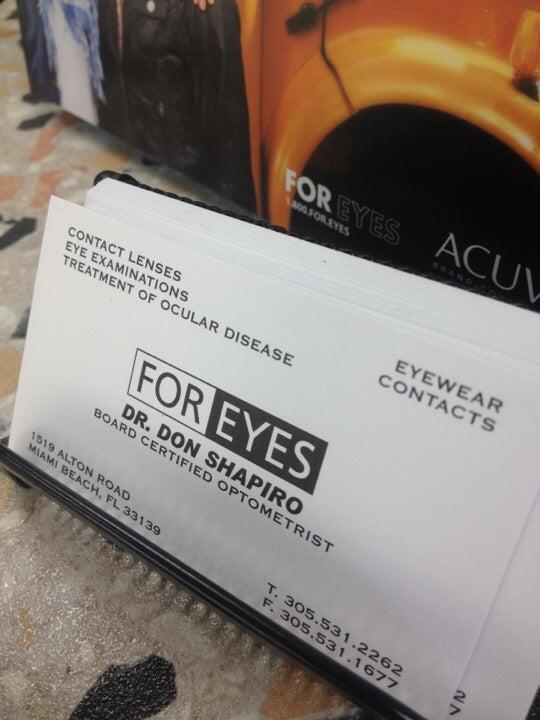 FOR EYES
1.800.FOR.EYES
ACUV
CONTACT LENSES
EYE EXAMINATIONS
TREATMENT OF OCULAR DISEASE
EYEWEAR
CONTACTS
FOR EYES
DR. DON SHAPIRO
BOARD CERTIFIED OPTOMETRIST
1519 ALTON ROAD
MIAMI BEACH, FL 33139
T. 305.531.2262
F. 305.531.1677
2
7